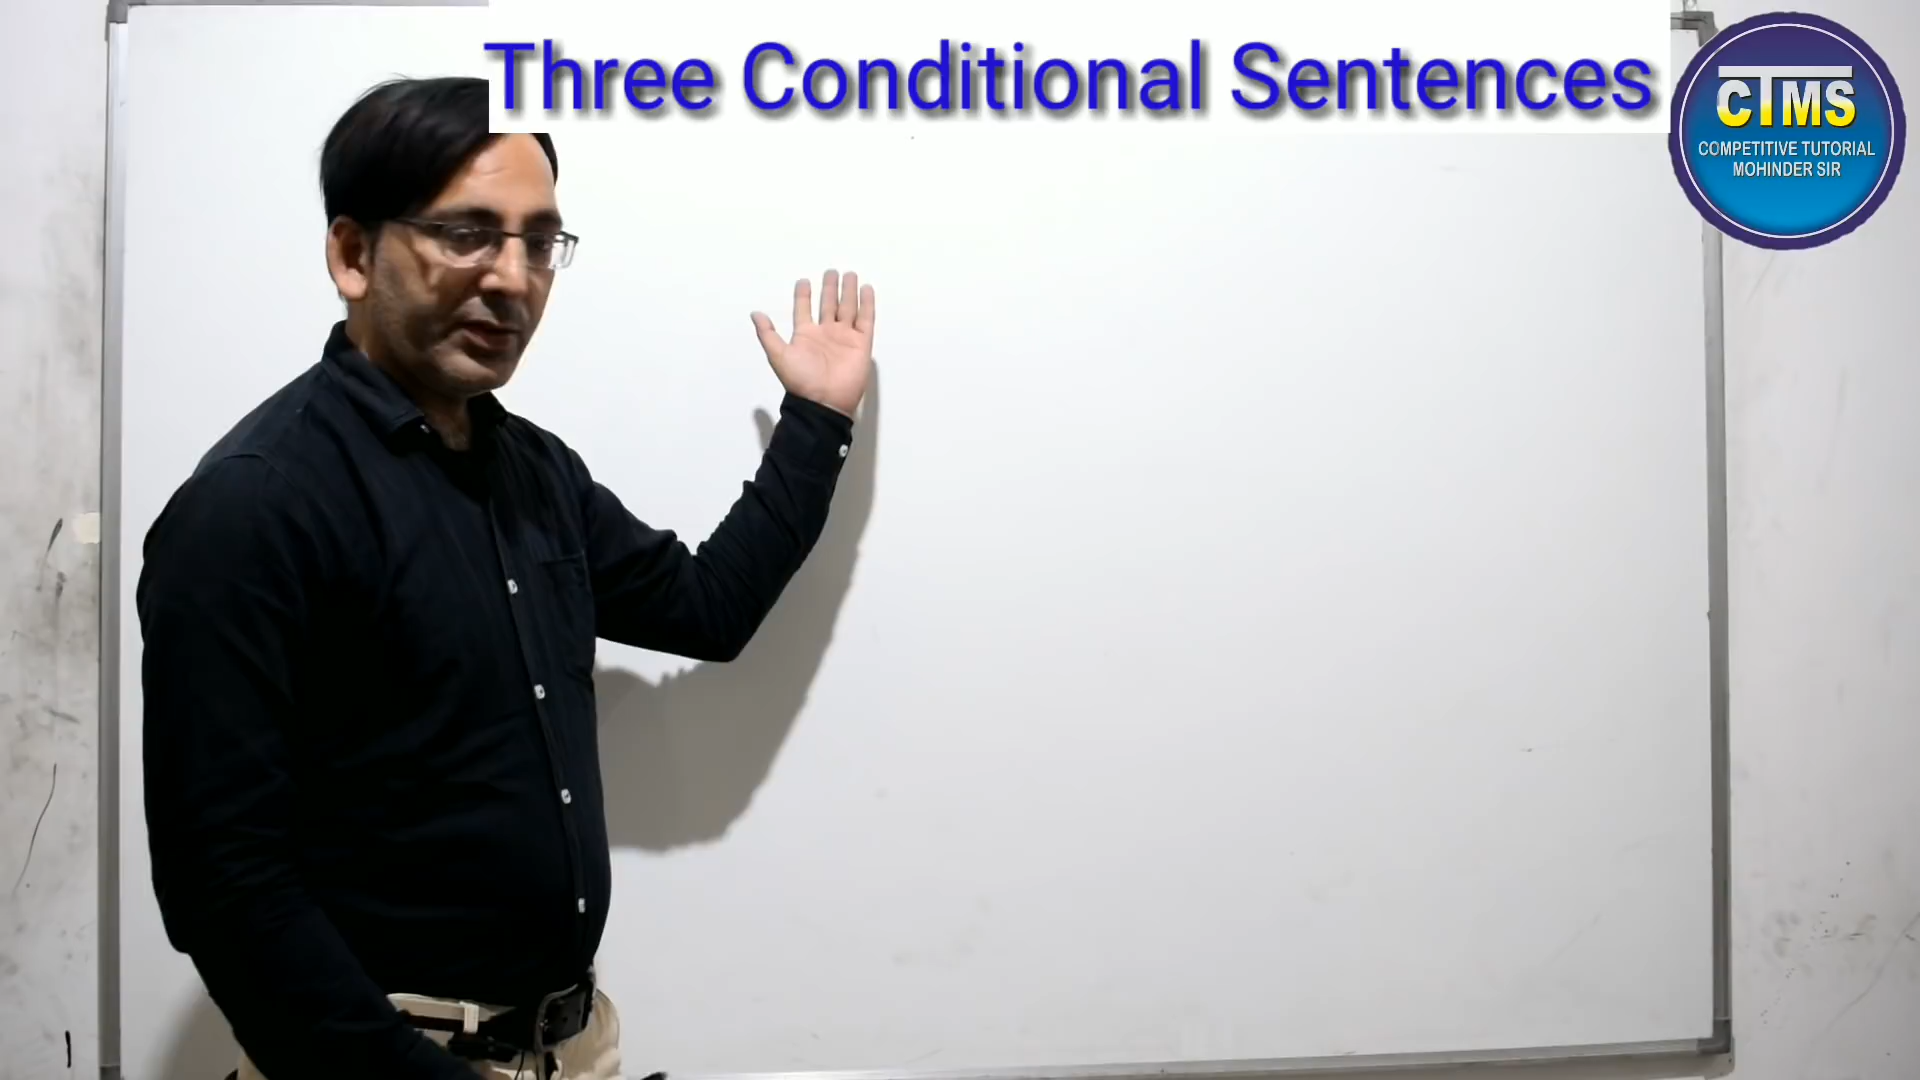 Three Conditional Sentences
CTMS
COMPETITIVE TUTORIAL
MOHINDER SIR